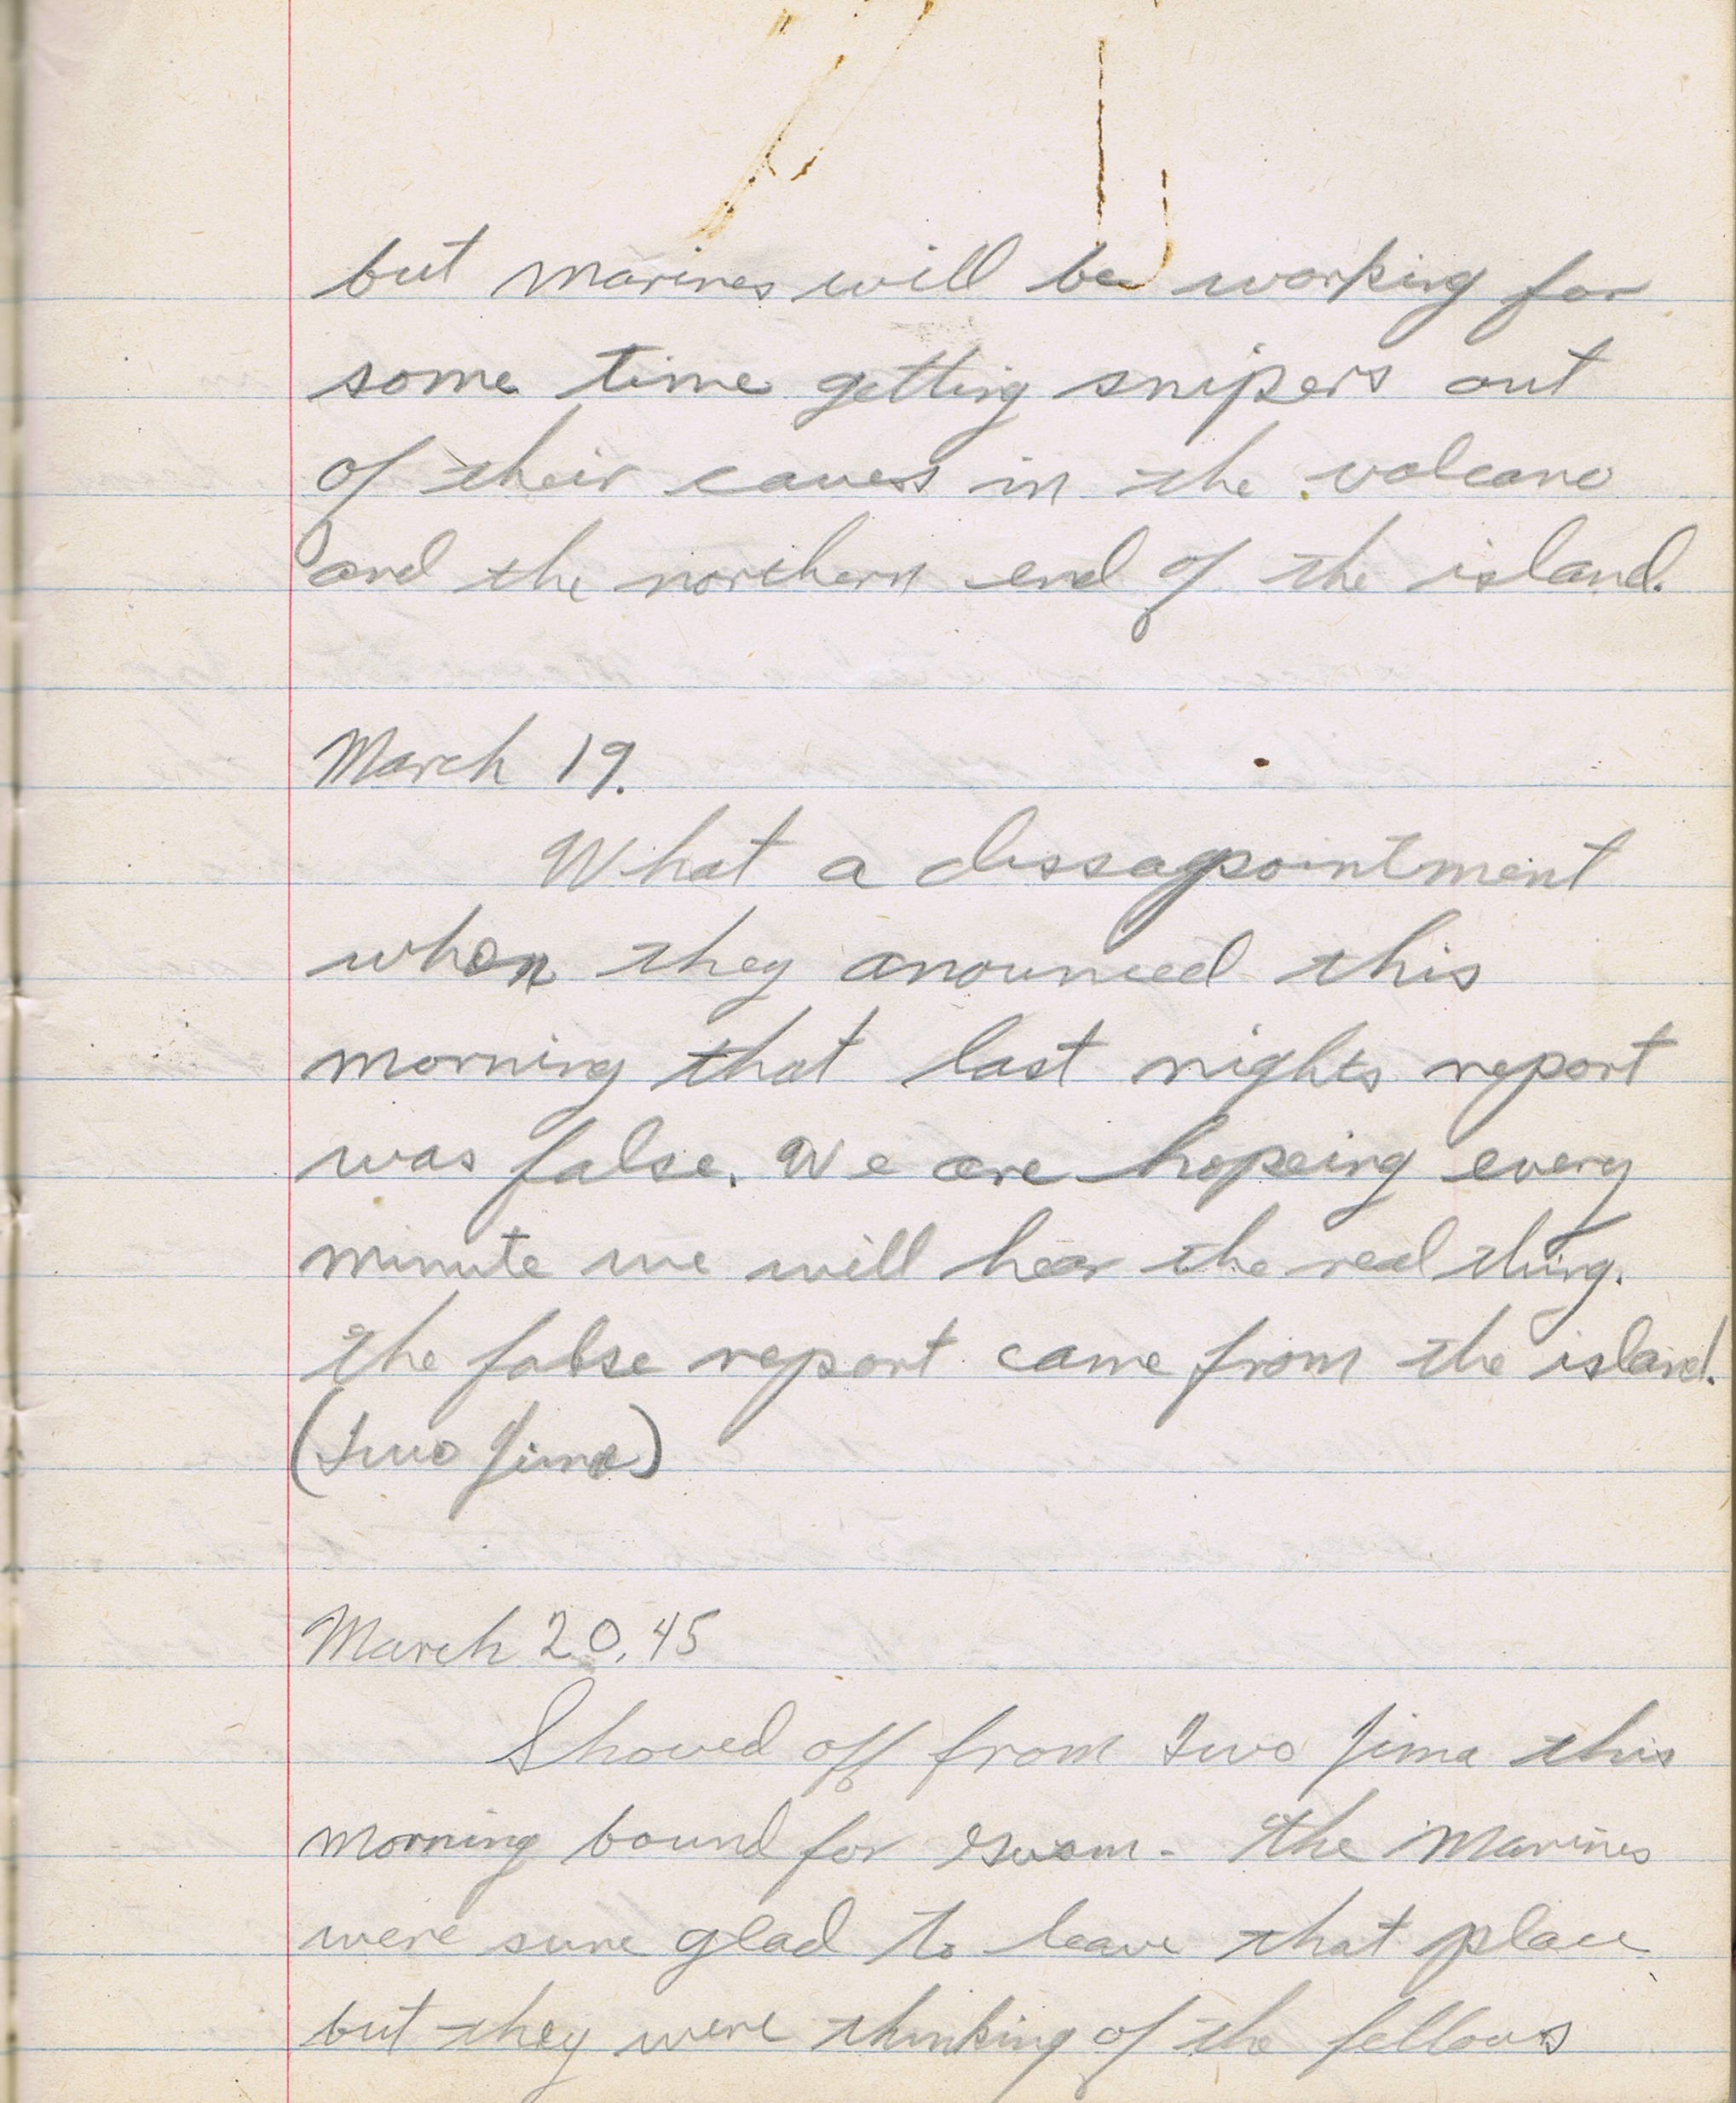 but marines will be working for
some time getting snipers out
of their caves in the volcano
and the northern end of the island.
March 19.
What a dissapointment
when they anounced this
morning that last nights report
was false. We are hopeing every
minute we will hear the real thing.
The false report came from the island.
(Iwo Jima)
March 20, 45
Shoved off from Iwo Jima this
morning bound for Guam. The Marines
were sure glad to leave that place
but they were thinking of the fellows